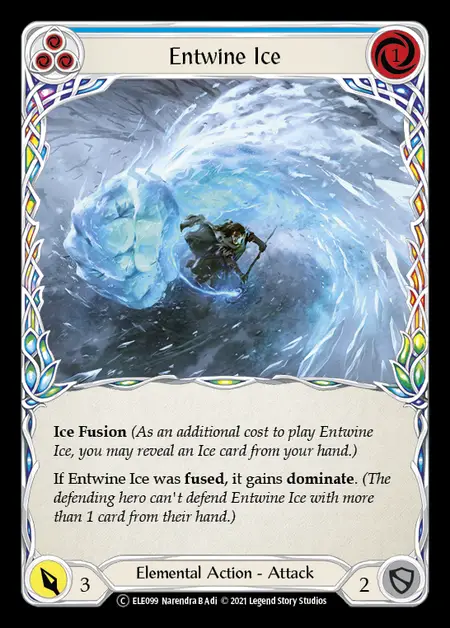 Entwine Ice
1
Ice Fusion (As an additional cost to play Entwine
Ice, you may reveal an Ice card from your hand.)
If Entwine Ice was fused, it gains dominate. (The
defending hero can't defend Entwine Ice with more
than 1 card from their hand.)
3
Elemental Action - Attack
2
C ELE099 Narendra B Adi © 2021 Legend Story Studios